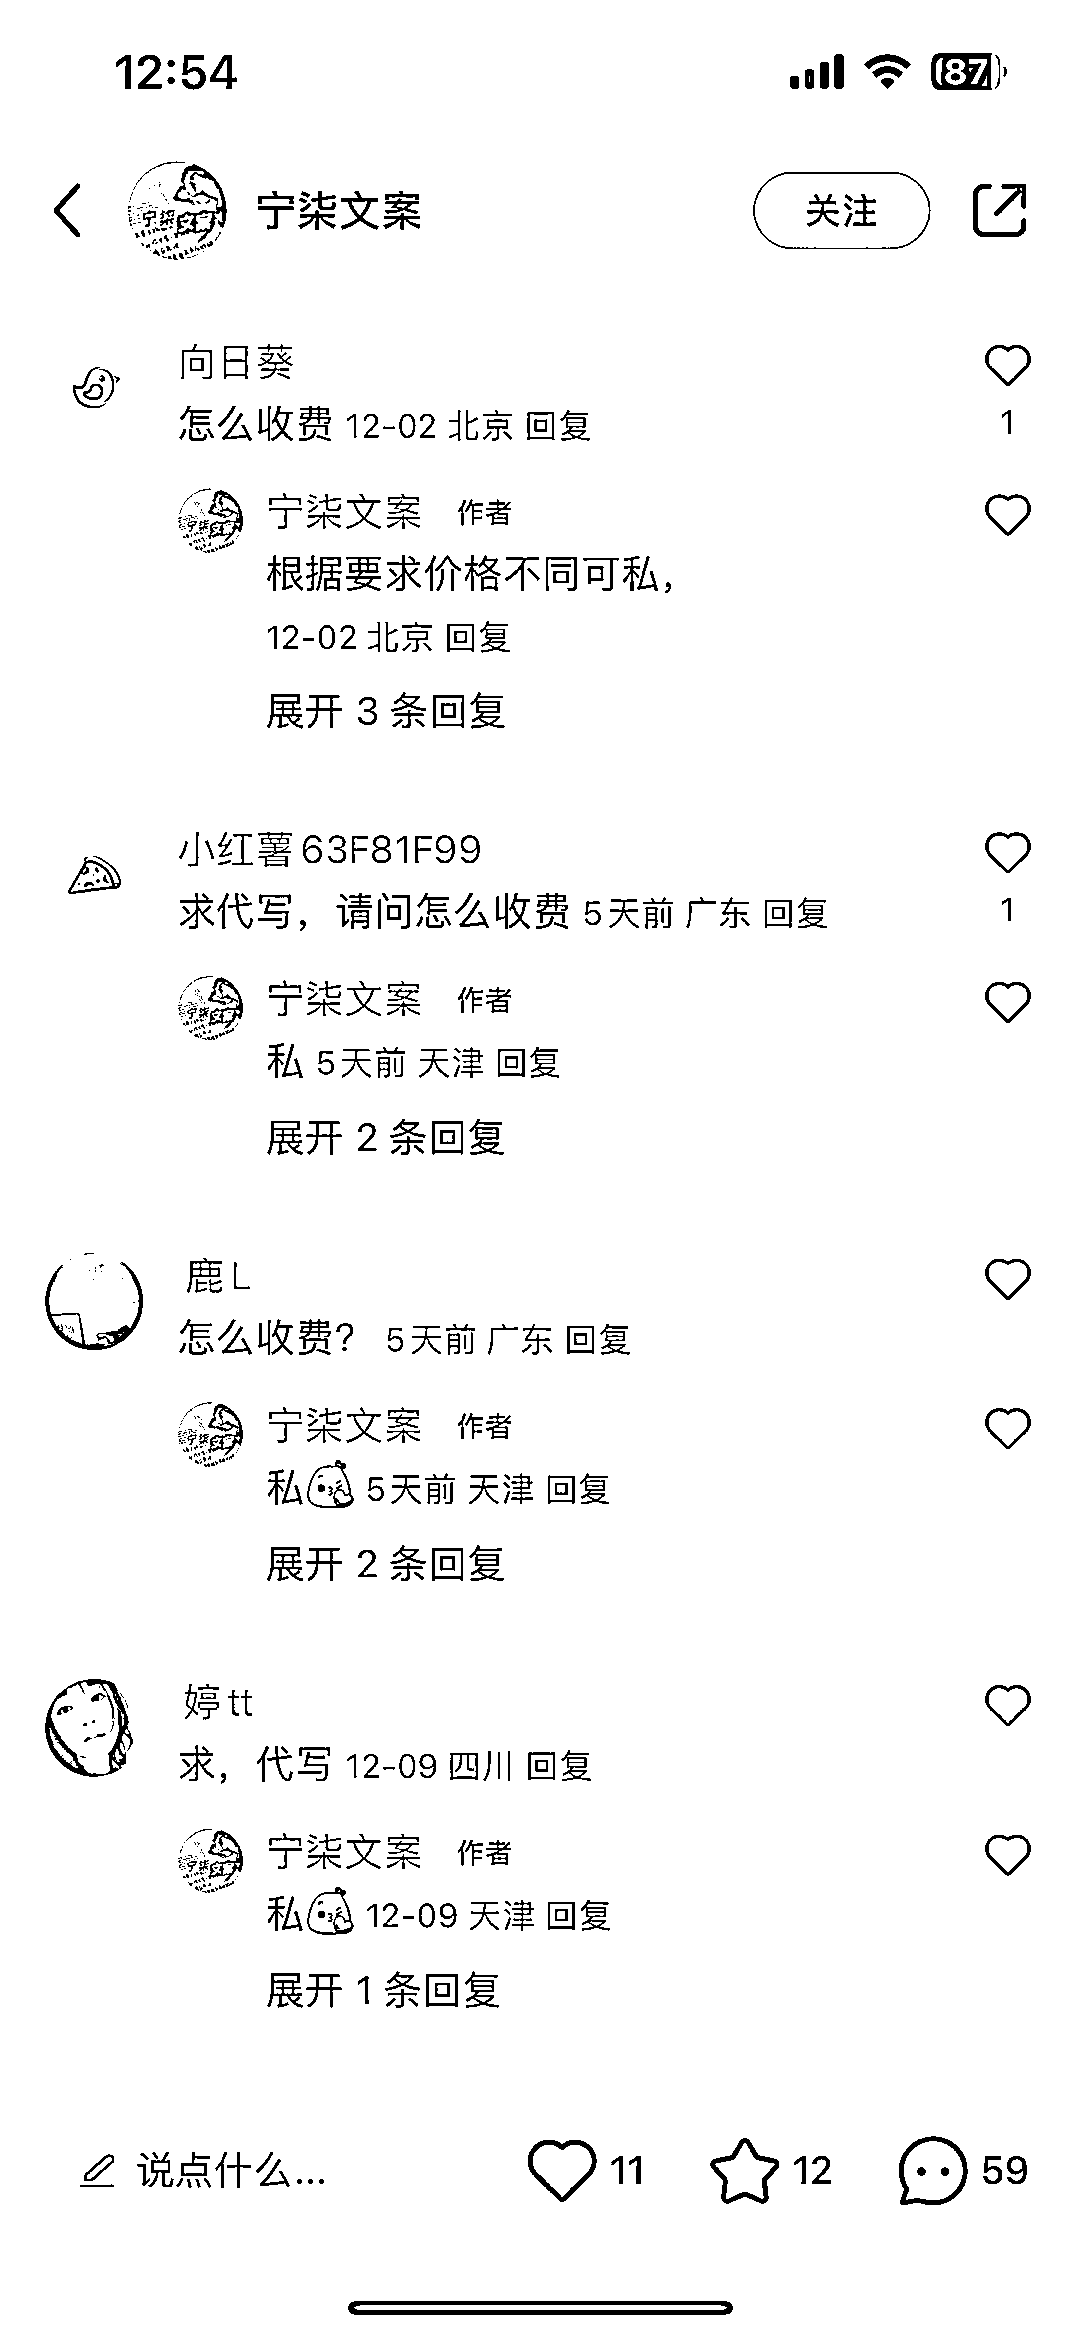 12:54
87
宁柒文案
关注
向日葵
怎么收费 12-02 北京 回复
1
宁柒文案 作者
根据要求价格不同可私,
12-02 北京 回复
展开 3 条回复
小红薯63F81F99
求代写，请问怎么收费 5天前 广东 回复
1
宁柒文案 作者
私 5天前 天津 回复
展开 2 条回复
鹿L
怎么收费？ 5天前 广东 回复
宁柒文案 作者
私 5天前 天津 回复
展开 2 条回复
婷tt
求，代写 12-09 四川 回复
宁柒文案 作者
私 12-09 天津 回复
展开 1 条回复
说点什么...
11
12
59